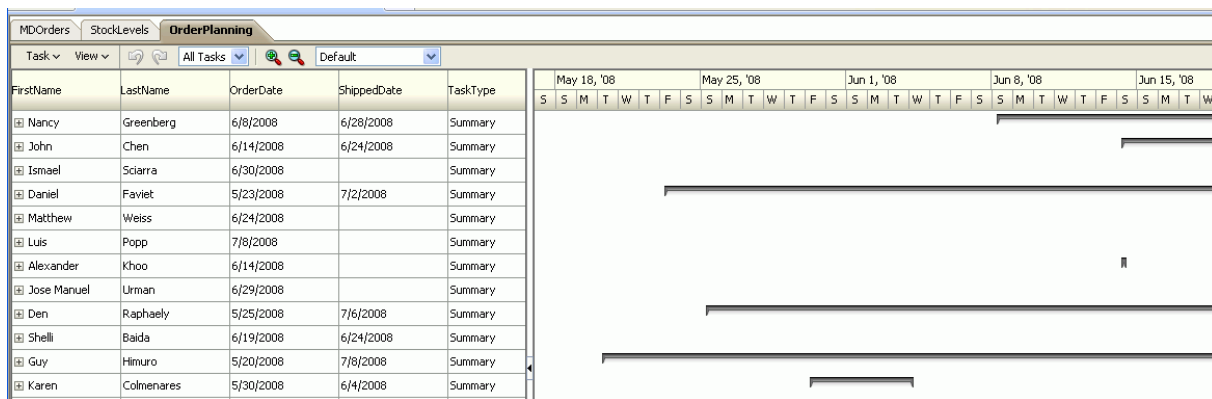 MDOrders StockLevels OrderPlanning
Task View All Tasks Default
FirstName LastName OrderDate ShippedDate TaskType May 18, '08 May 25, '08 Jun 1, '08 Jun 8, '08 Jun 15, '08
S S M T W T F S S M T W T F S S M T W T F S S M T W T F S S M T W
Nancy Greenberg 6/8/2008 6/28/2008 Summary
John Chen 6/14/2008 6/24/2008 Summary
Ismael Sciarra 6/30/2008 Summary
Daniel Faviet 5/23/2008 7/2/2008 Summary
Matthew Weiss 6/24/2008 Summary
Luis Popp 7/8/2008 Summary
Alexander Khoo 6/14/2008 Summary
Jose Manuel Urman 6/29/2008 Summary
Den Raphaely 5/25/2008 7/6/2008 Summary
Shelli Baida 6/19/2008 6/24/2008 Summary
Guy Himuro 5/20/2008 7/8/2008 Summary
Karen Colmenares 5/30/2008 6/4/2008 Summary